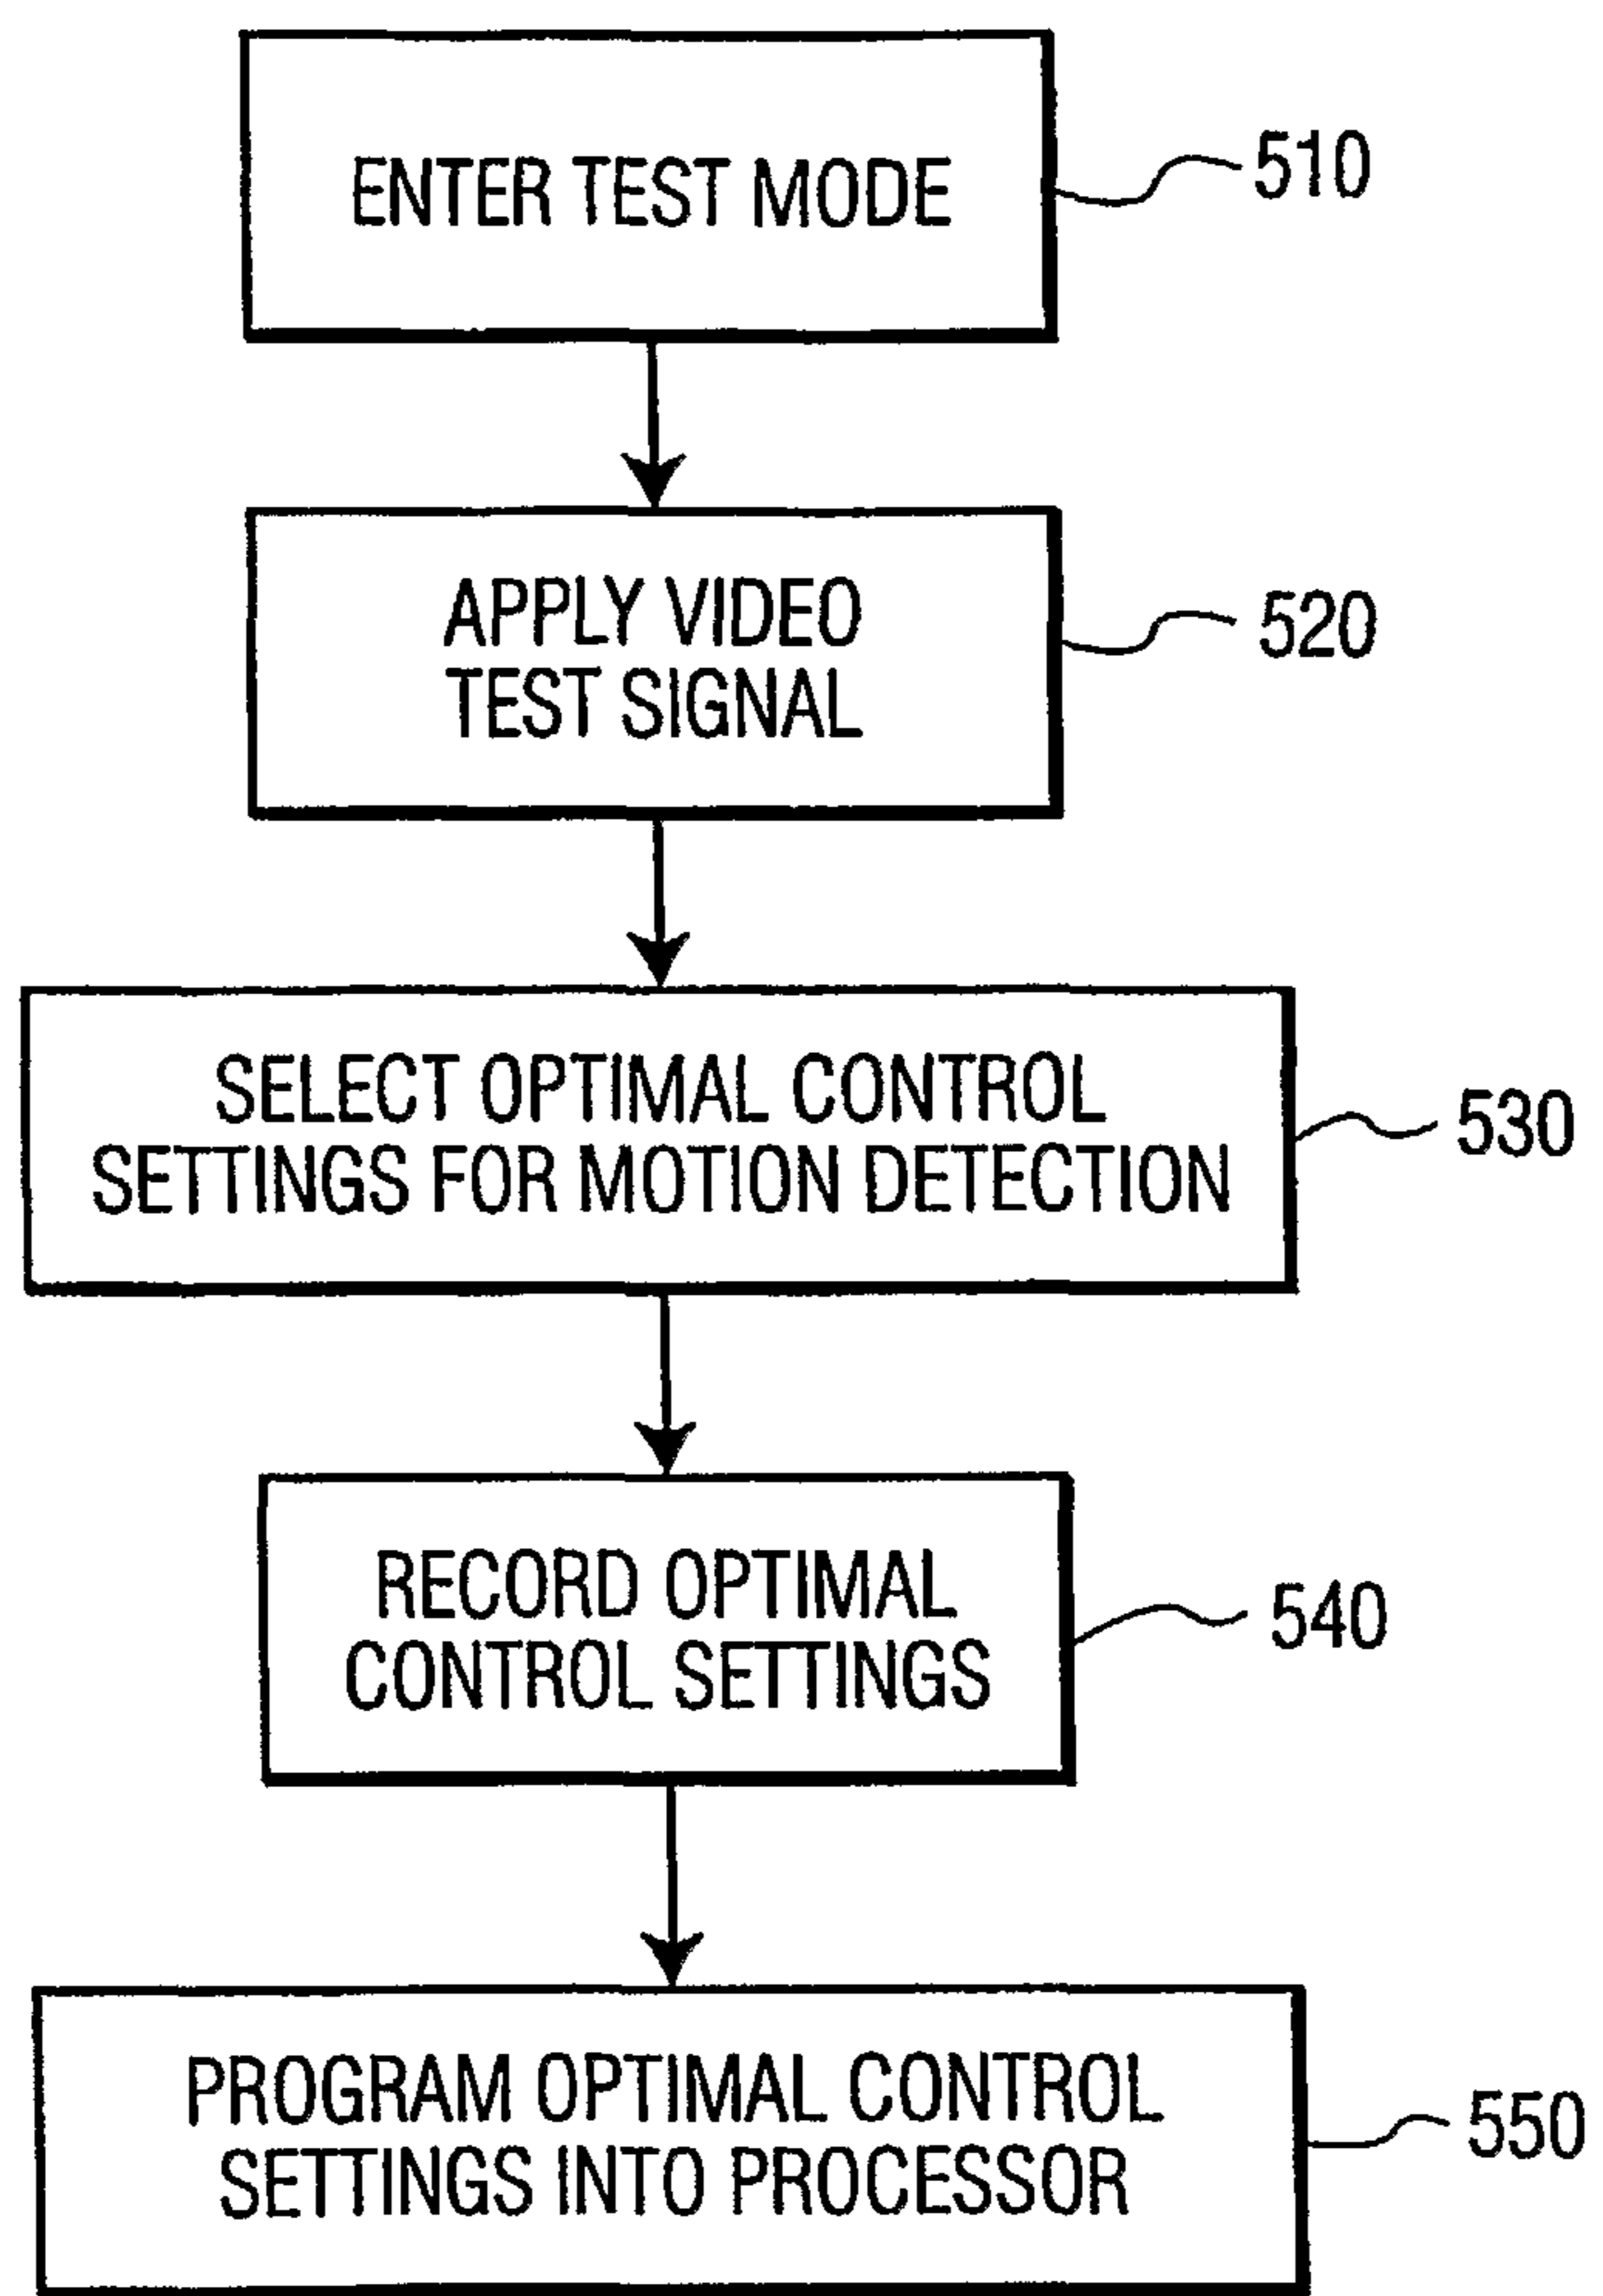 ENTER TEST MODE
510
APPLY VIDEO
TEST SIGNAL
520
SELECT OPTIMAL CONTROL
SETTINGS FOR MOTION DETECTION
530
RECORD OPTIMAL
CONTROL SETTINGS
540
PROGRAM OPTIMAL CONTROL
SETTINGS INTO PROCESSOR
550